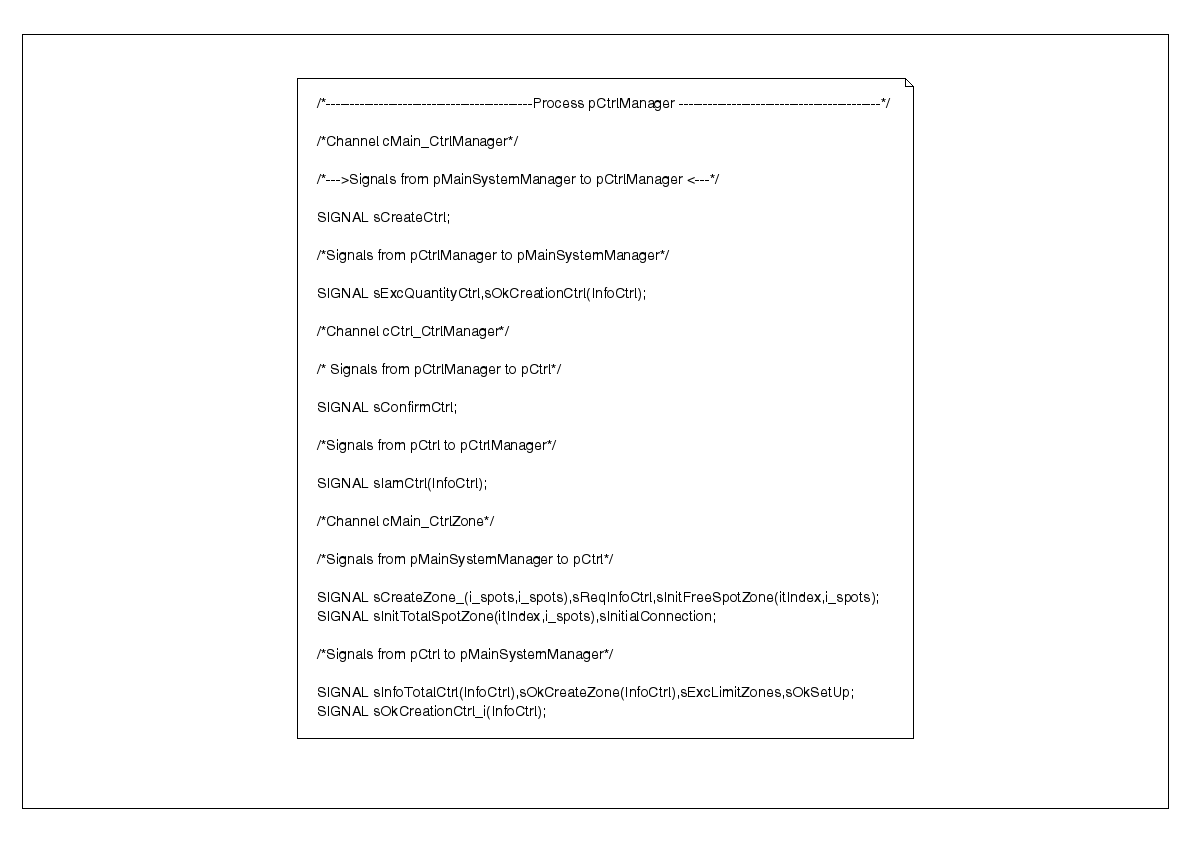 /*-------------------------------------------Process pCtrlManager ------------------------------------------*/
/*Channel cMain_CtrlManager*/
/*--->Signals from pMainSystemManager to pCtrlManager <---*/
SIGNAL sCreateCtrl;
/*Signals from pCtrlManager to pMainSystemManager*/
SIGNAL sExcQuantityCtrl,sOkCreationCtrl(InfoCtrl);
/*Channel cCtrl_CtrlManager*/
/* Signals from pCtrlManager to pCtrl*/
SIGNAL sConfirmCtrl;
/*Signals from pCtrl to pCtrlManager*/
SIGNAL sIamCtrl(InfoCtrl);
/*Channel cMain_CtrlZone*/
/*Signals from pMainSystemManager to pCtrl*/
SIGNAL sCreateZone_(i_spots,i_spots),sReqInfoCtrl,sInitFreeSpotZone(itIndex,i_spots);
SIGNAL sInitTotalSpotZone(itIndex,i_spots),sInitialConnection;
/*Signals from pCtrl to pMainSystemManager*/
SIGNAL sInfoTotalCtrl(InfoCtrl),sOkCreateZone(InfoCtrl),sExcLimitZones,sOkSetUp;
SIGNAL sOkCreationCtrl_i(InfoCtrl);